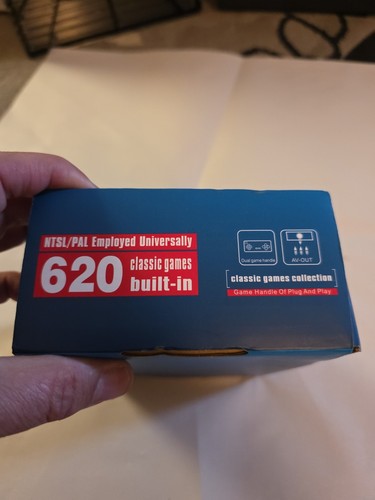 NTSL/PAL Employed Universally
620 classic games
built-in
Dual game handle
AV-OUT
classic games collection
Game Handle Of Plug And Play